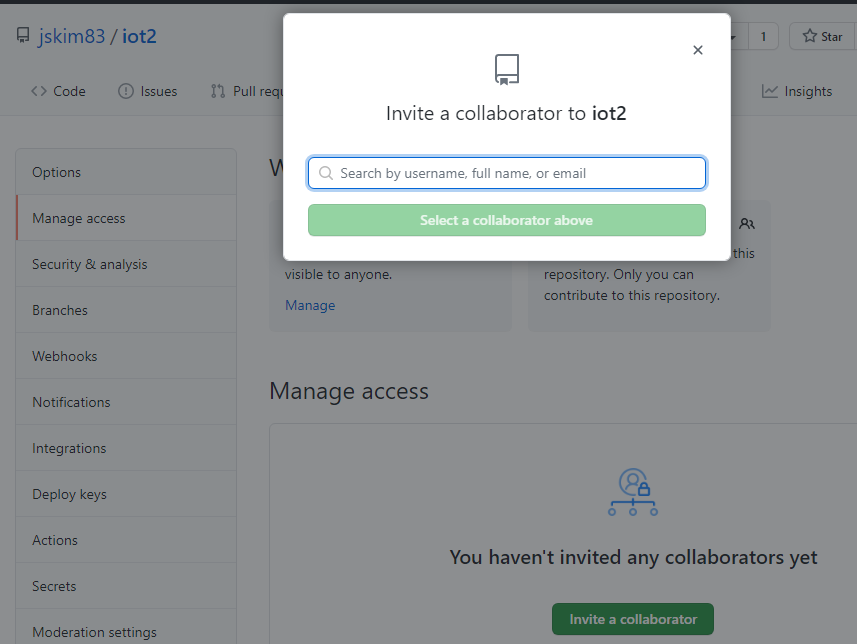 jskim83 / iot2
1
Star
Code
Issues
Pull requ
Insights
Invite a collaborator to iot2
Search by username, full name, or email
Select a collaborator above
Options
Manage access
Security & analysis
Branches
Webhooks
Notifications
Integrations
Deploy keys
Actions
Secrets
Moderation settings
W
visible to anyone.
Manage
this
repository. Only you can
contribute to this repository.
Manage access
You haven't invited any collaborators yet
Invite a collaborator